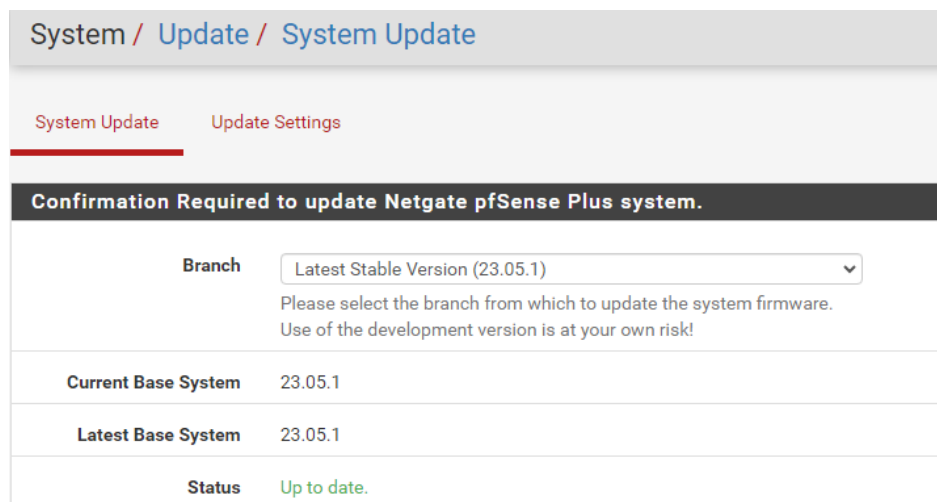 System / Update / System Update
System Update Update Settings
Confirmation Required to update Netgate pfSense Plus system.
Branch Latest Stable Version (23.05.1)
Please select the branch from which to update the system firmware.
Use of the development version is at your own risk!
Current Base System 23.05.1
Latest Base System 23.05.1
Status Up to date.